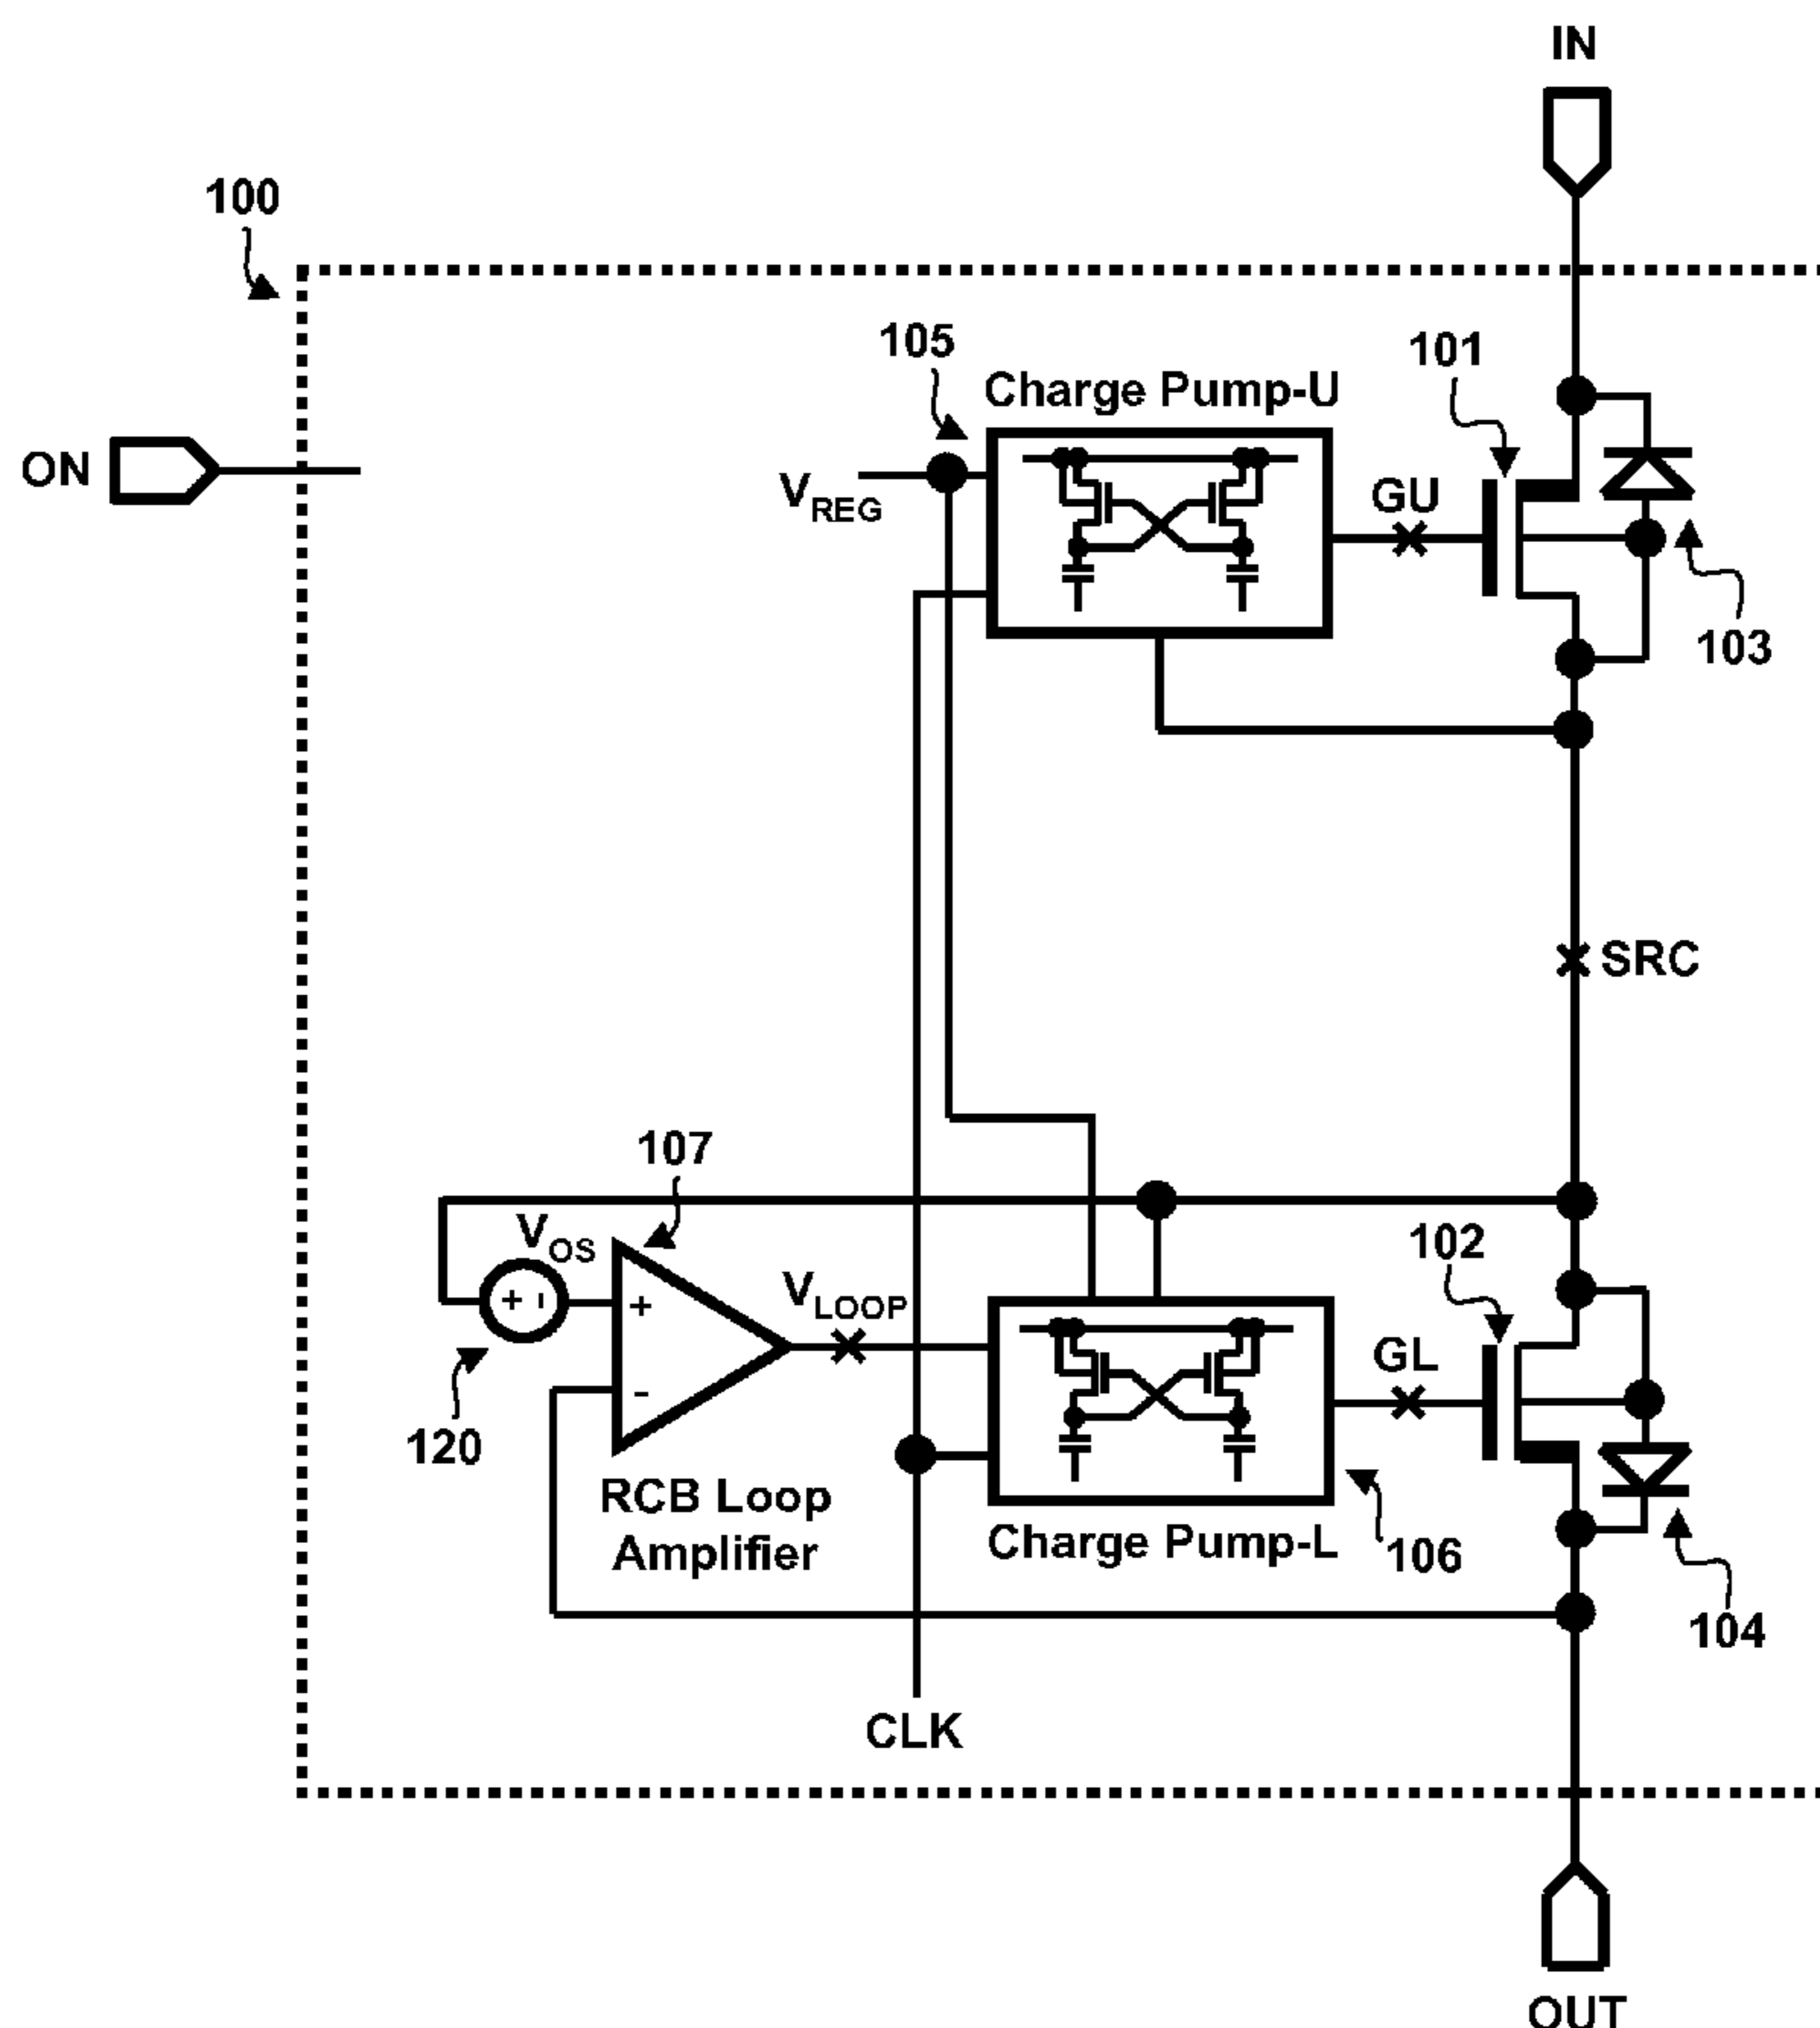 IN
100
105
101
Charge Pump-U
ON
VREG
GU
103
SRC
107
VOS
102
VLOOP
+ -
+
GL
-
120
RCB Loop
Amplifier
Charge Pump-L
106
104
CLK
OUT